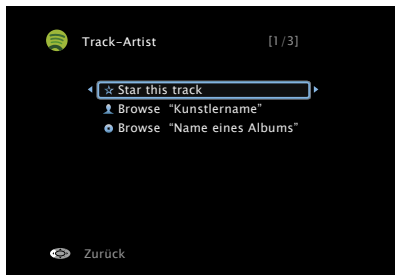 Track-Artist [1/3]
☆ Star this track
Browse “Kunstlername”
Browse “Name eines Albums”
Zurück